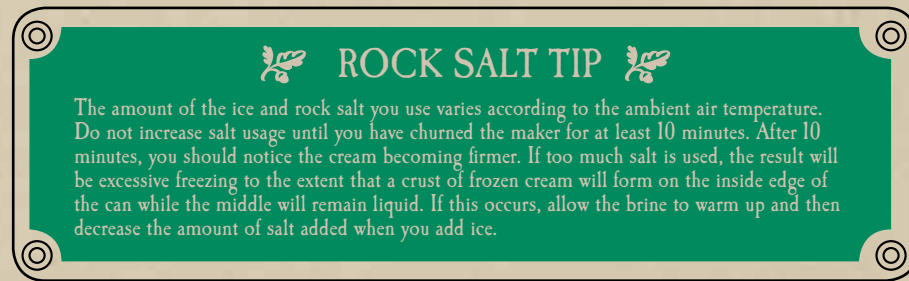 ROCK SALT TIP
The amount of the ice and rock salt you use varies according to the ambient air temperature.
Do not increase salt usage until you have churned the maker for at least 10 minutes. After 10
minutes, you should notice the cream becoming firmer. If too much salt is used, the result will
be excessive freezing to the extent that a crust of frozen cream will form on the inside edge of
the can while the middle will remain liquid. If this occurs, allow the brine to warm up and then
decrease the amount of salt added when you add ice.